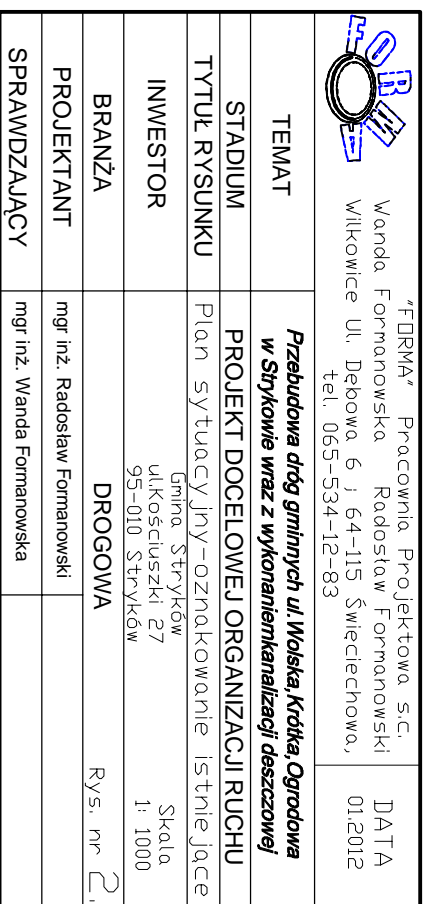 FORMA
"FORMA" Pracownia Projektowa s.c.
Wanda Formanowska Radosław Formanowski
Wilkowice Ul. Dębowa 6 ; 64-115 Święciechowa,
tel. 065-534-12-83
DATA
01.2012
TEMAT
Przebudowa dróg gminnych ul.Wolska,Krótka,Ogrodowa
w Strykowie wraz z wykonaniemkanalizacji deszczowej
STADIUM
PROJEKT DOCELOWEJ ORGANIZACJI RUCHU
TYTUŁ RYSUNKU
Plan sytuacyjny-oznakowanie istniejące
INWESTOR
Gmina Stryków
ul.Kościuszki 27
95-010 Stryków
Skala
1: 1000
BRANŻA
DROGOWA
Rys. nr 2.
PROJEKTANT
mgr inż. Radosław Formanowski
SPRAWDZAJĄCY
mgr inż. Wanda Formanowska